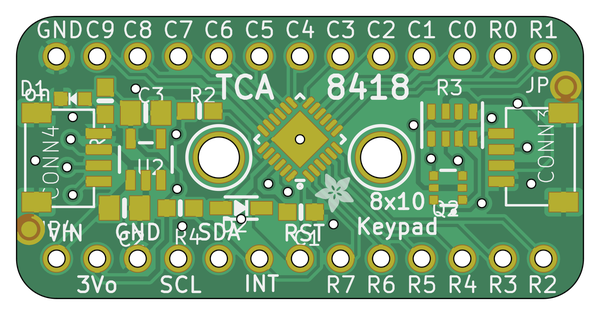 GND C9 C8 C7 C6 C5 C4 C3 C2 C1 C0 R0 R1
D1 TCA 8418 R3 JP
on C3 R2
CONN4 CONN3
U2
8x10
Q2
VIN GND R4 SDA RST C1 Keypad
3Vo SCL INT R7 R6 R5 R4 R3 R2